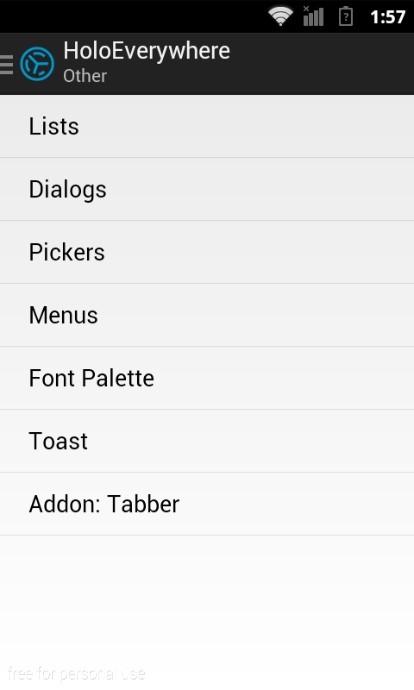 1:57
HoloEverywhere
Other
Lists
Dialogs
Pickers
Menus
Font Palette
Toast
Addon: Tabber
free for personal use